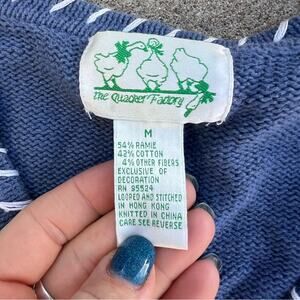 the Quacker Factory
M
54% RAMIE
42% COTTON
4% OTHER FIBERS
EXCLUSIVE OF
DECORATION
RN 85524
LOOPED AND STITCHED
IN HONG KONG
KNITTED IN CHINA
CARE SEE REVERSE